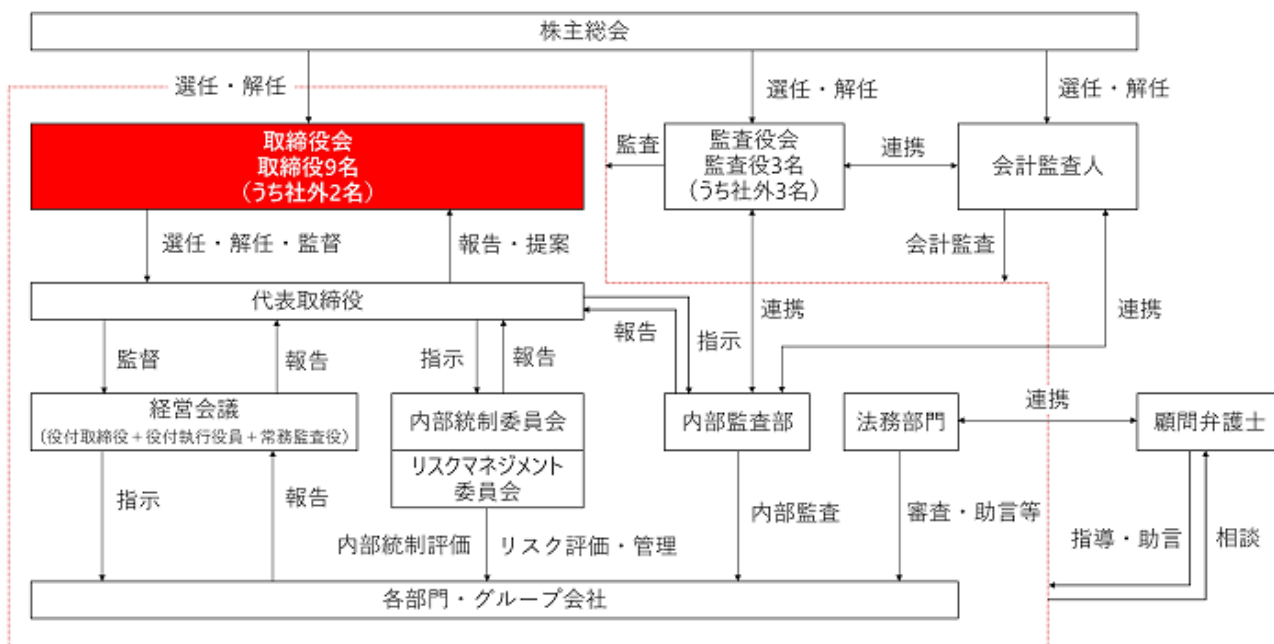 株主総会
選任・解任
選任・解任
選任・解任
取締役会
取締役9名
（うち社外2名）
監査
監査役会
監査役3名
（うち社外3名）
連携
会計監査人
選任・解任・監督
報告・提案
会計監査
代表取締役
連携
連携
監督
報告
指示
報告
報告
指示
経営会議
（役付取締役＋役付執行役員＋常務監査役）
内部統制委員会
リスクマネジメント
委員会
内部監査部
法務部門
連携
顧問弁護士
指示
報告
内部統制評価
リスク評価・管理
内部監査
審査・助言等
指導・助言
相談
各部門・グループ会社